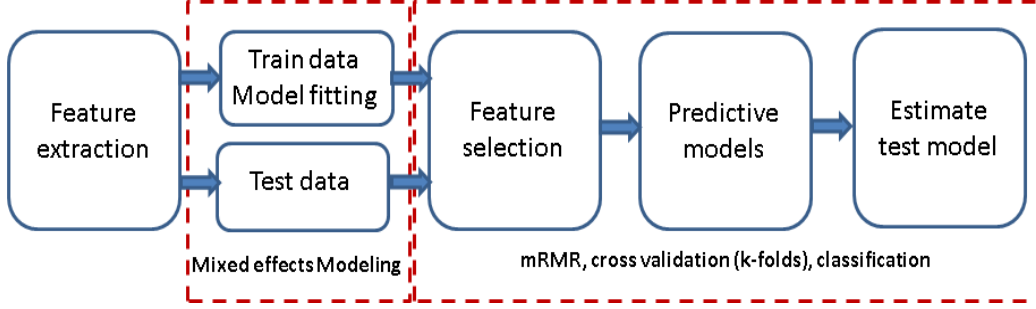 Feature
extraction
Train data
Model fitting
Test data
Mixed effects Modeling
Feature
selection
Predictive
models
Estimate
test model
mRMR, cross validation (k-folds), classification